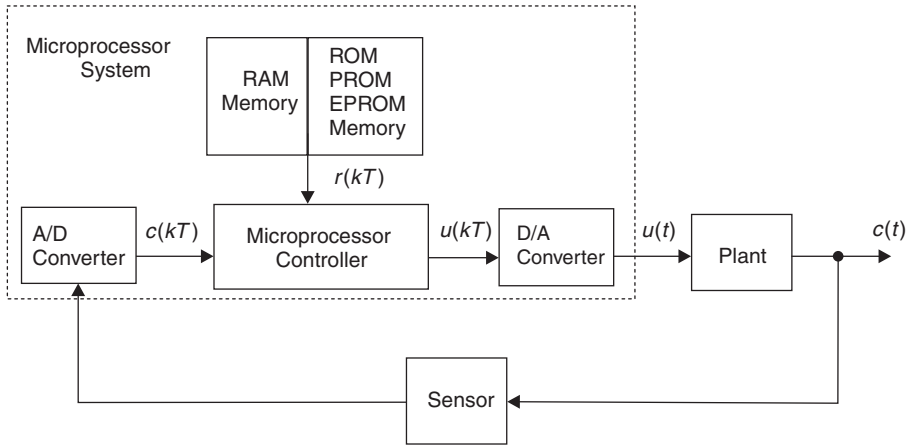 Microprocessor
System
RAM
Memory
ROM
PROM
EPROM
Memory
r(kT)
A/D
Converter
c(kT)
Microprocessor
Controller
u(kT)
D/A
Converter
u(t)
Plant
c(t)
Sensor